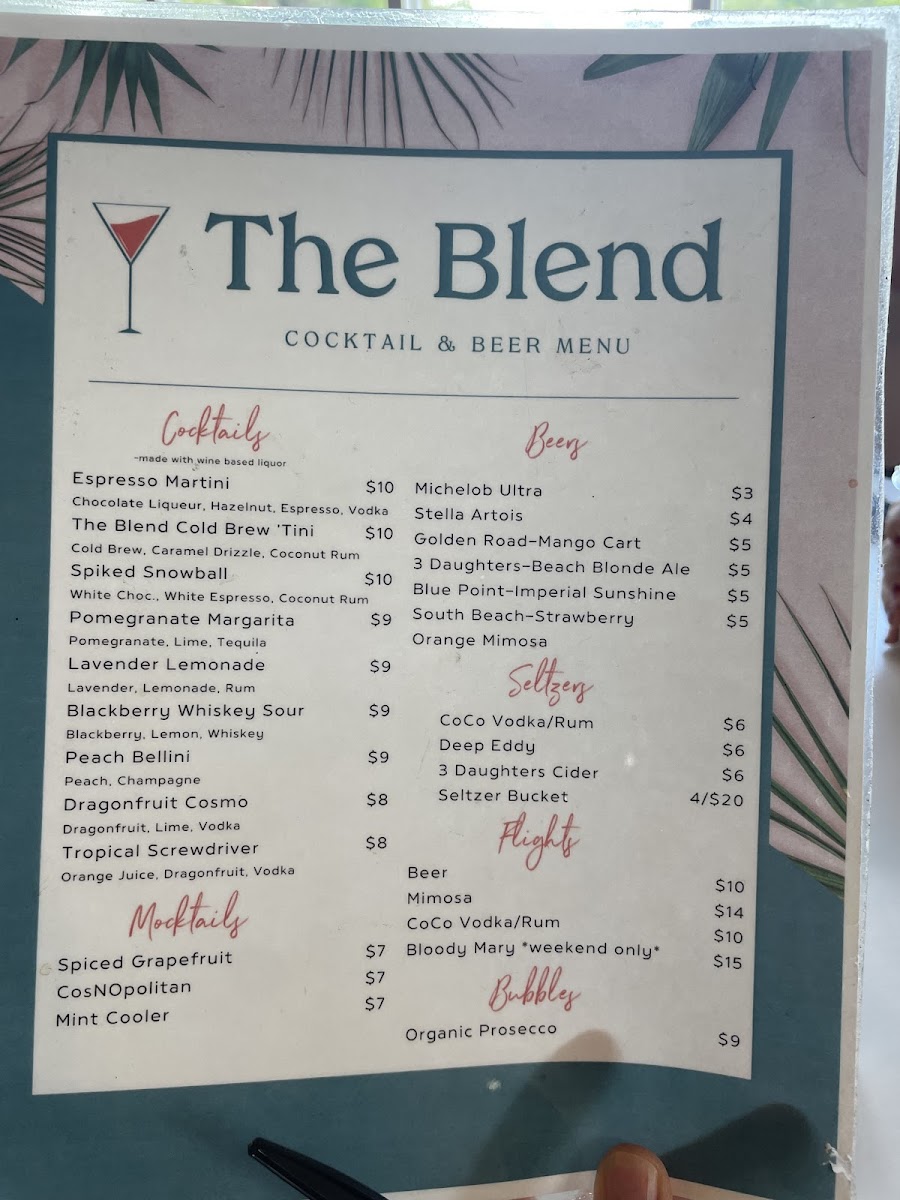 The Blend
COCKTAIL & BEER MENU
Cocktails
-made with wine based liquor
Espresso Martini $10
Chocolate Liqueur, Hazelnut, Espresso, Vodka
The Blend Cold Brew 'Tini $10
Cold Brew, Caramel Drizzle, Coconut Rum
Spiked Snowball $10
White Choc., White Espresso, Coconut Rum
Pomegranate Margarita $9
Pomegranate, Lime, Tequila
Lavender Lemonade $9
Lavender, Lemonade, Rum
Blackberry Whiskey Sour $9
Blackberry, Lemon, Whiskey
Peach Bellini $9
Peach, Champagne
Dragonfruit Cosmo $8
Dragonfruit, Lime, Vodka
Tropical Screwdriver $8
Orange Juice, Dragonfruit, Vodka
Mocktails
Spiced Grapefruit $7
CosNOpolitan $7
Mint Cooler $7
Beers
Michelob Ultra $3
Stella Artois $4
Golden Road-Mango Cart $5
3 Daughters-Beach Blonde Ale $5
Blue Point-Imperial Sunshine $5
South Beach-Strawberry $5
Orange Mimosa
Seltzers
CoCo Vodka/Rum $6
Deep Eddy $6
3 Daughters Cider $6
Seltzer Bucket 4/$20
Flights
Beer $10
Mimosa $14
CoCo Vodka/Rum $10
Bloody Mary *weekend only* $15
Bubbles
Organic Prosecco $9